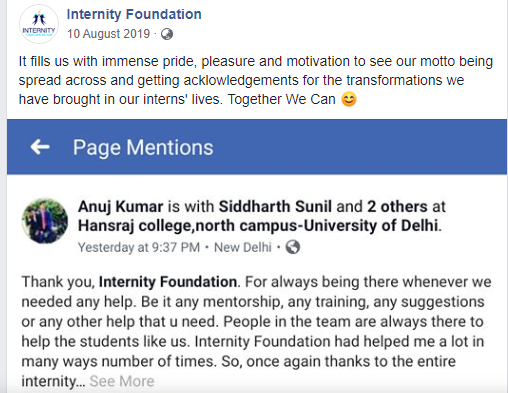 INTERNITY
Internity Foundation
10 August 2019 ·
It fills us with immense pride, pleasure and motivation to see our motto being
spread across and getting acklowledgements for the transformations we
have brought in our interns' lives. Together We Can 😊
← Page Mentions
Anuj Kumar is with Siddharth Sunil and 2 others at
Hansraj college,north campus-University of Delhi.
Yesterday at 9:37 PM • New Delhi •
Thank you, Internity Foundation. For always being there whenever we
needed any help. Be it any mentorship, any training, any suggestions
or any other help that u need. People in the team are always there to
help the students like us. Internity Foundation had helped me a lot in
many ways number of times. So, once again thanks to the entire
internity... See More